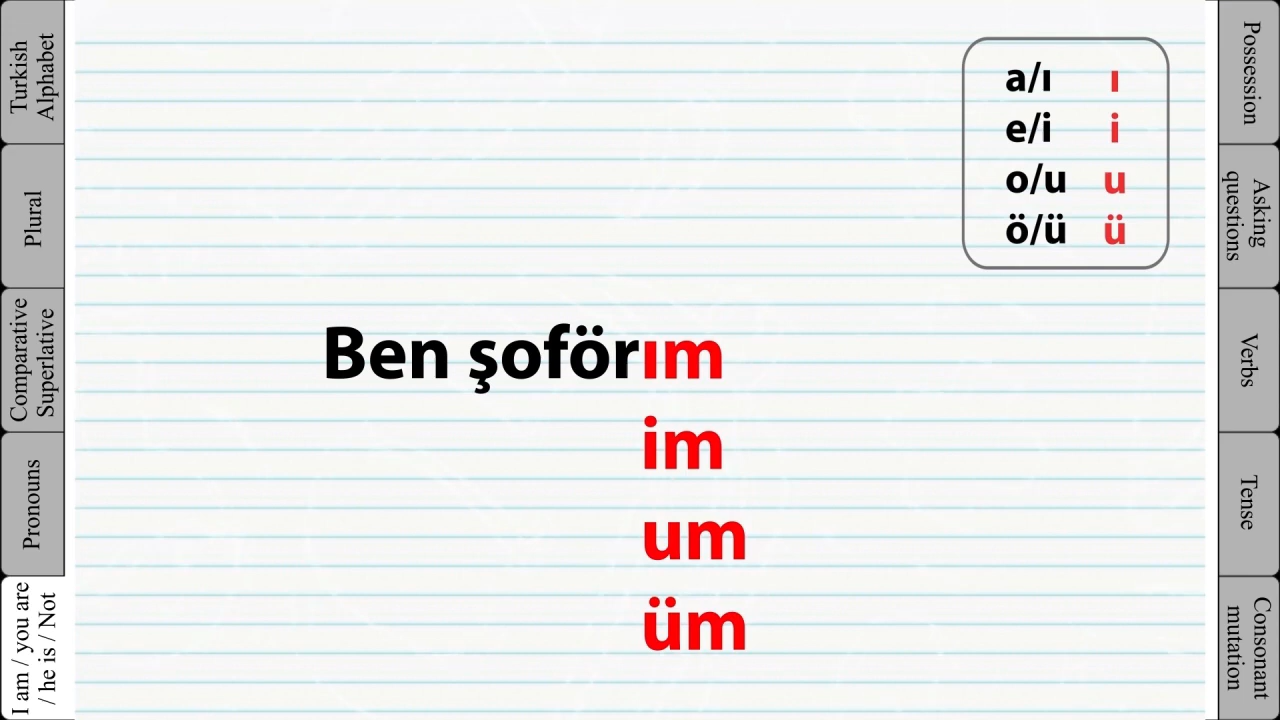 Turkish
Alphabet
Plural
Comparative
Superlative
Pronouns
I am / you are
/ he is / Not
a/ı ı
e/i i
o/u u
ö/ü ü
Ben şoförım
im
um
üm
Possession
Asking
questions
Verbs
Tense
Consonant
mutation